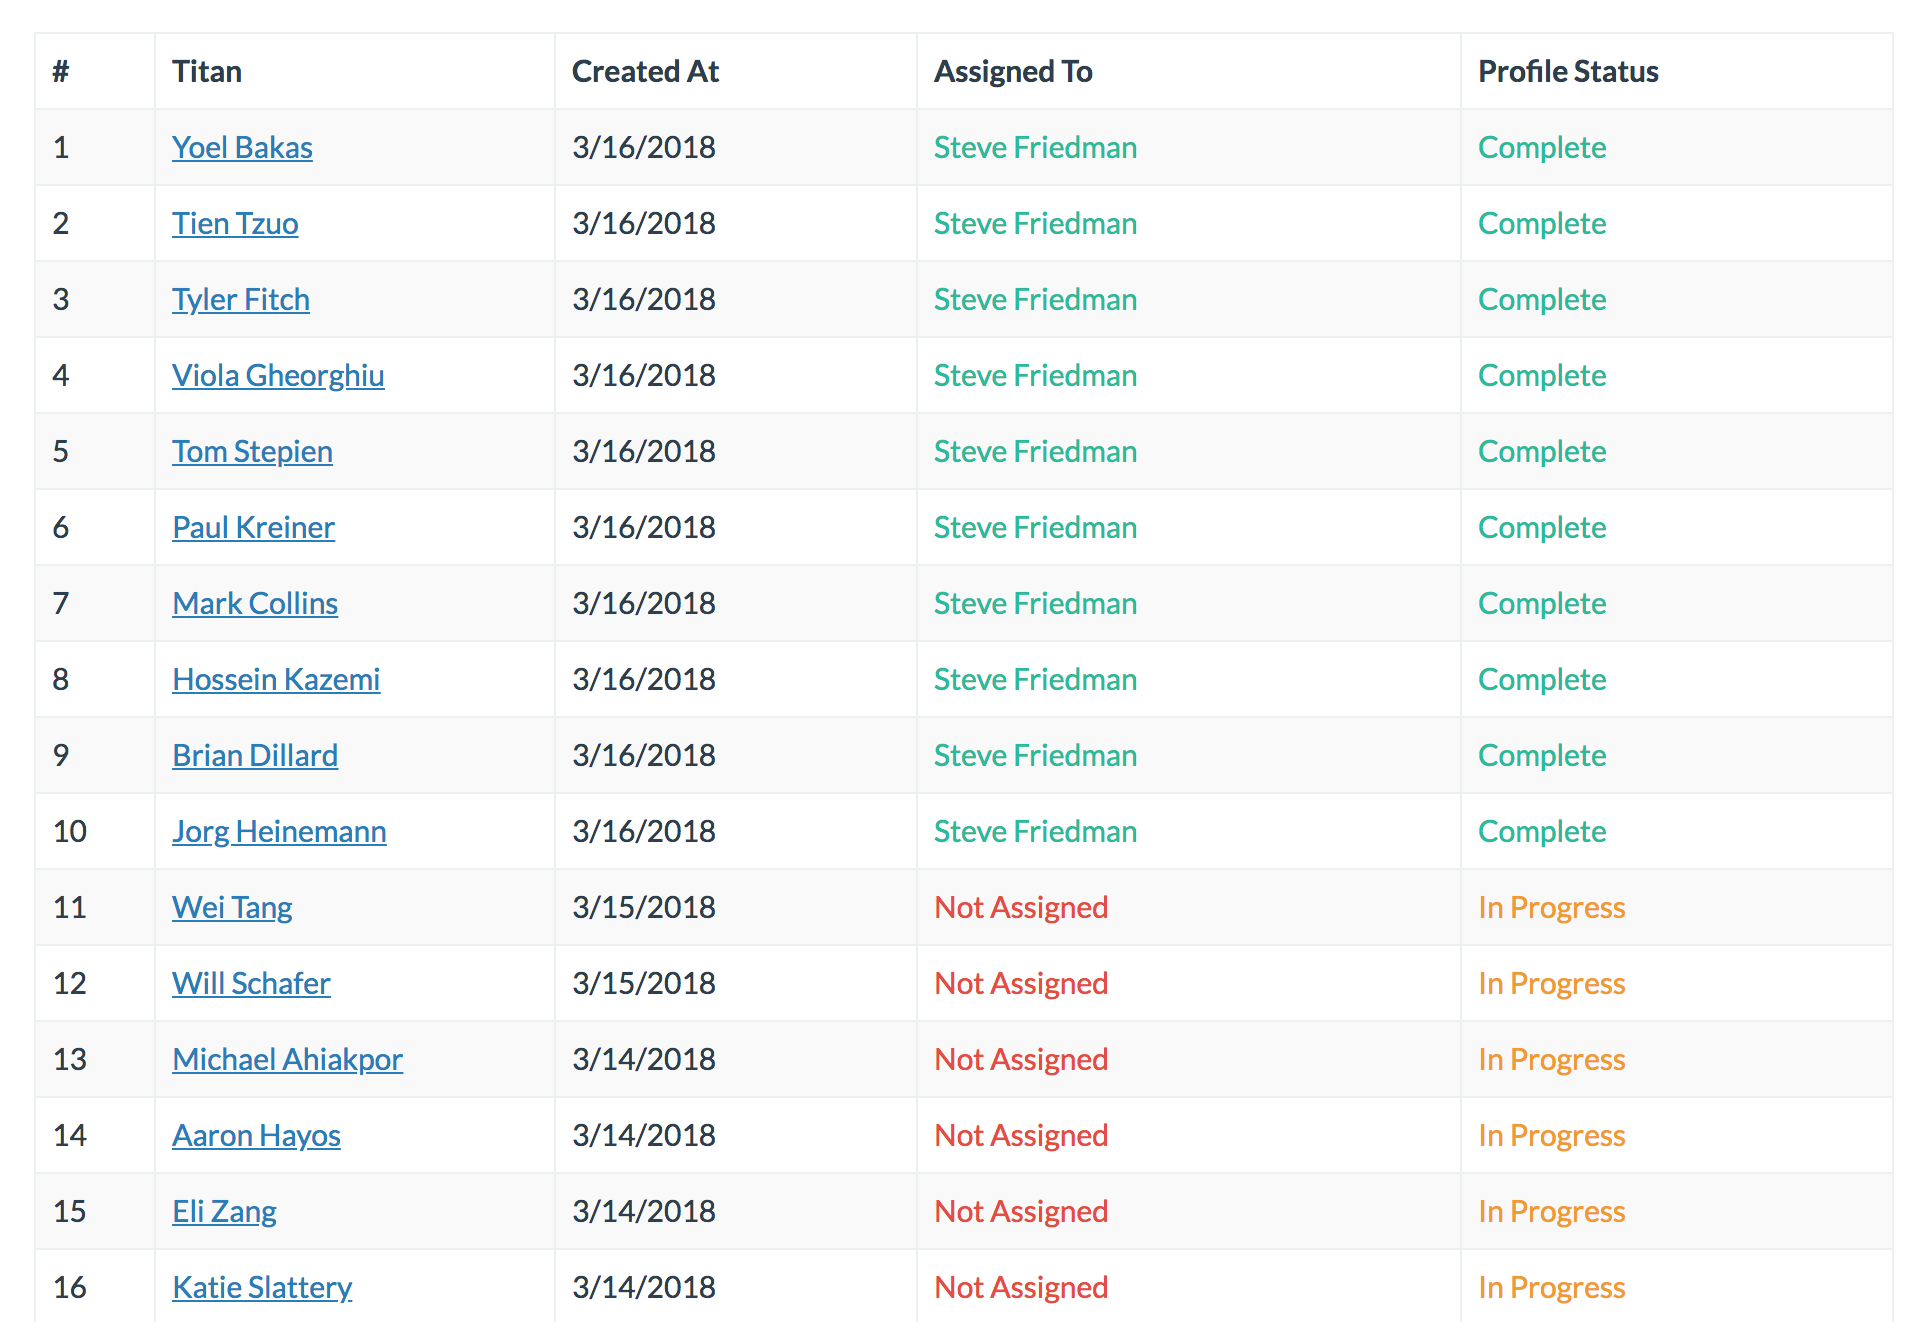 # Titan Created At Assigned To Profile Status
1 Yoel Bakas 3/16/2018 Steve Friedman Complete
2 Tien Tzuo 3/16/2018 Steve Friedman Complete
3 Tyler Fitch 3/16/2018 Steve Friedman Complete
4 Viola Gheorghiu 3/16/2018 Steve Friedman Complete
5 Tom Stepien 3/16/2018 Steve Friedman Complete
6 Paul Kreiner 3/16/2018 Steve Friedman Complete
7 Mark Collins 3/16/2018 Steve Friedman Complete
8 Hossein Kazemi 3/16/2018 Steve Friedman Complete
9 Brian Dillard 3/16/2018 Steve Friedman Complete
10 Jorg Heinemann 3/16/2018 Steve Friedman Complete
11 Wei Tang 3/15/2018 Not Assigned In Progress
12 Will Schafer 3/15/2018 Not Assigned In Progress
13 Michael Ahiakpor 3/14/2018 Not Assigned In Progress
14 Aaron Hayos 3/14/2018 Not Assigned In Progress
15 Eli Zang 3/14/2018 Not Assigned In Progress
16 Katie Slattery 3/14/2018 Not Assigned In Progress